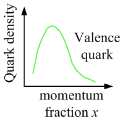 Quark density
Valence
quark
momentum
fraction x